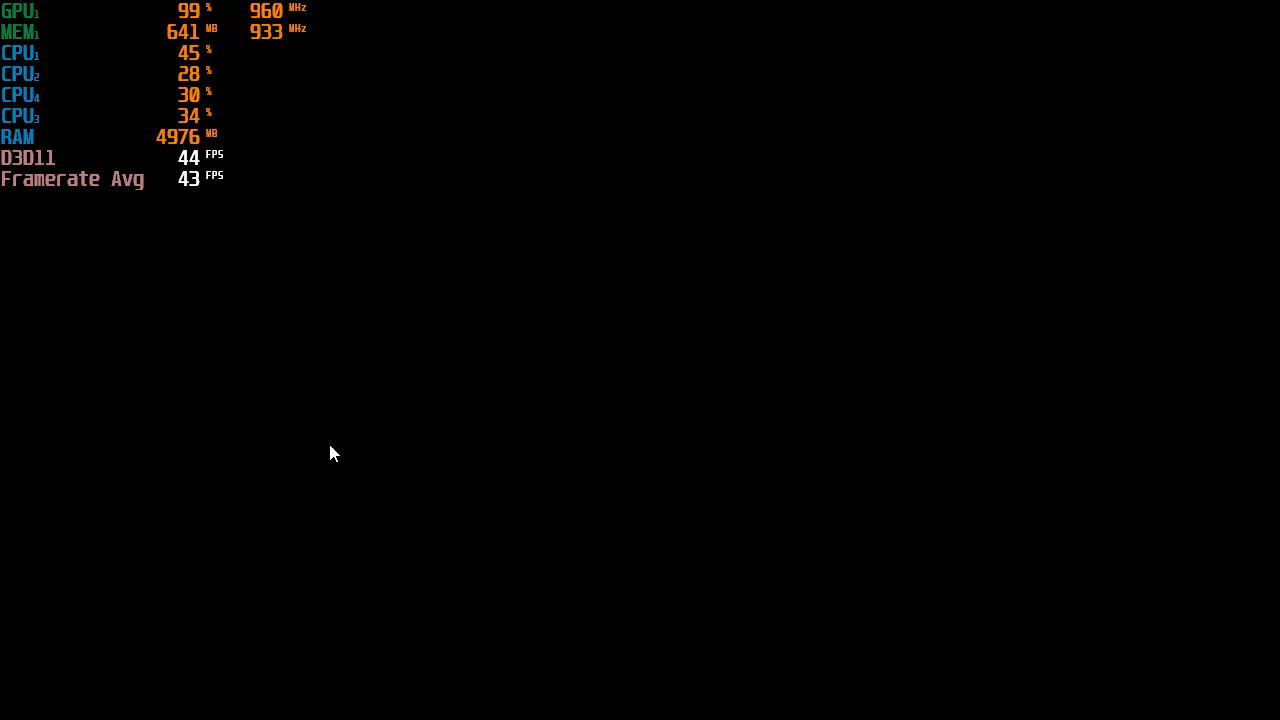 GPU₁ 99 % 960 MHz
MEM₁ 641 MB 933 MHz
CPU₁ 45 %
CPU₂ 28 %
CPU₄ 30 %
CPU₃ 34 %
RAM 4976 MB
D3D11 44 FPS
Framerate Avg 43 FPS